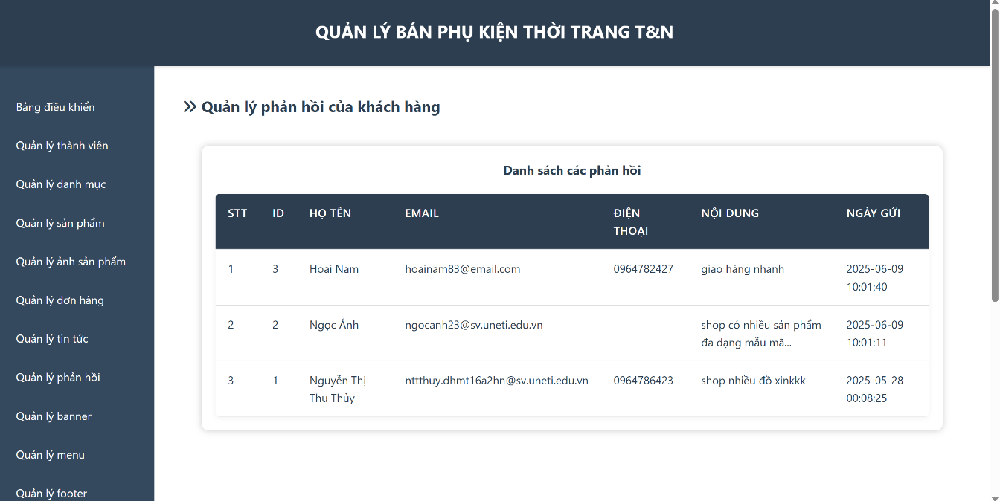 QUẢN LÝ BÁN PHỤ KIỆN THỜI TRANG T&N
Bảng điều khiển
Quản lý thành viên
Quản lý danh mục
Quản lý sản phẩm
Quản lý ảnh sản phẩm
Quản lý đơn hàng
Quản lý tin tức
Quản lý phản hồi
Quản lý banner
Quản lý menu
Quản lý footer
Quản lý phản hồi của khách hàng
Danh sách các phản hồi
STT ID HỌ TÊN EMAIL ĐIỆN THOẠI NỘI DUNG NGÀY GỬI
1 3 Hoai Nam hoainam83@email.com 0964782427 giao hàng nhanh 2025-06-09 10:01:40
2 2 Ngọc Ánh ngocanh23@sv.uneti.edu.vn shop có nhiều sản phẩm đa dạng mẫu mã... 2025-06-09 10:01:11
3 1 Nguyễn Thị Thu Thủy nttthuy.dhmt16a2hn@sv.uneti.edu.vn 0964786423 shop nhiều đồ xinkkk 2025-05-28 00:08:25